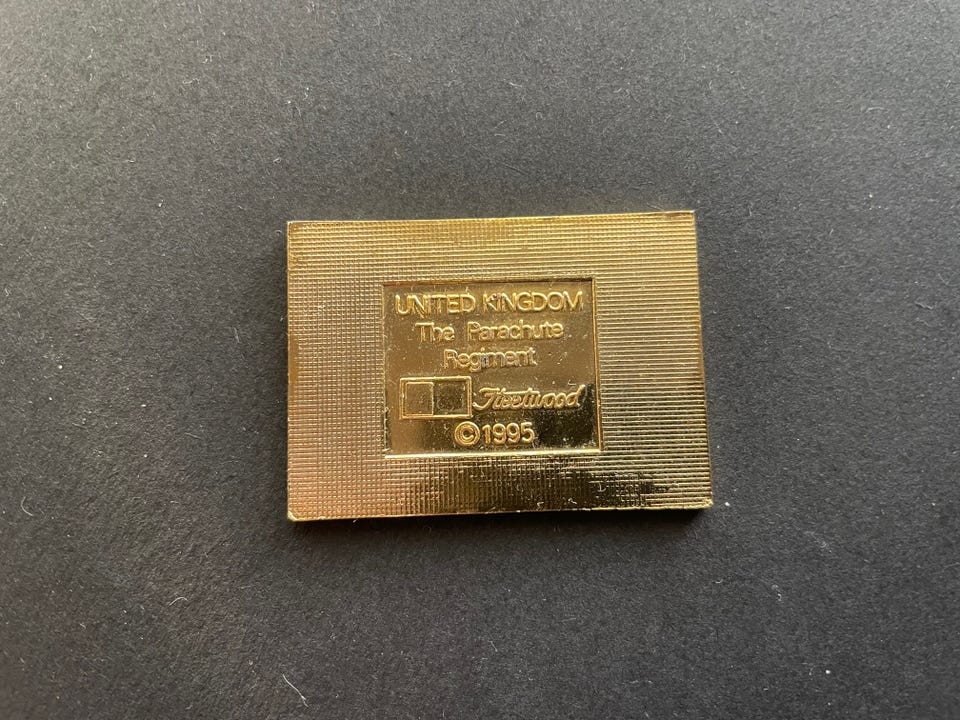 UNITED KINGDOM
The Parachute
Regiment
Fleetwood
©1995